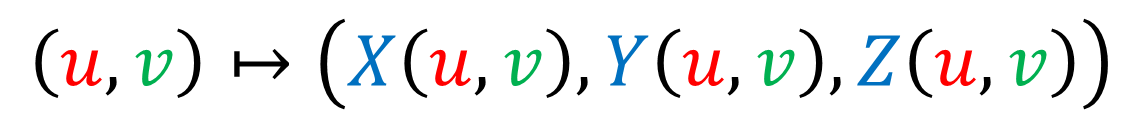 (u, v) ↦ (X(u, v), Y(u, v), Z(u, v))